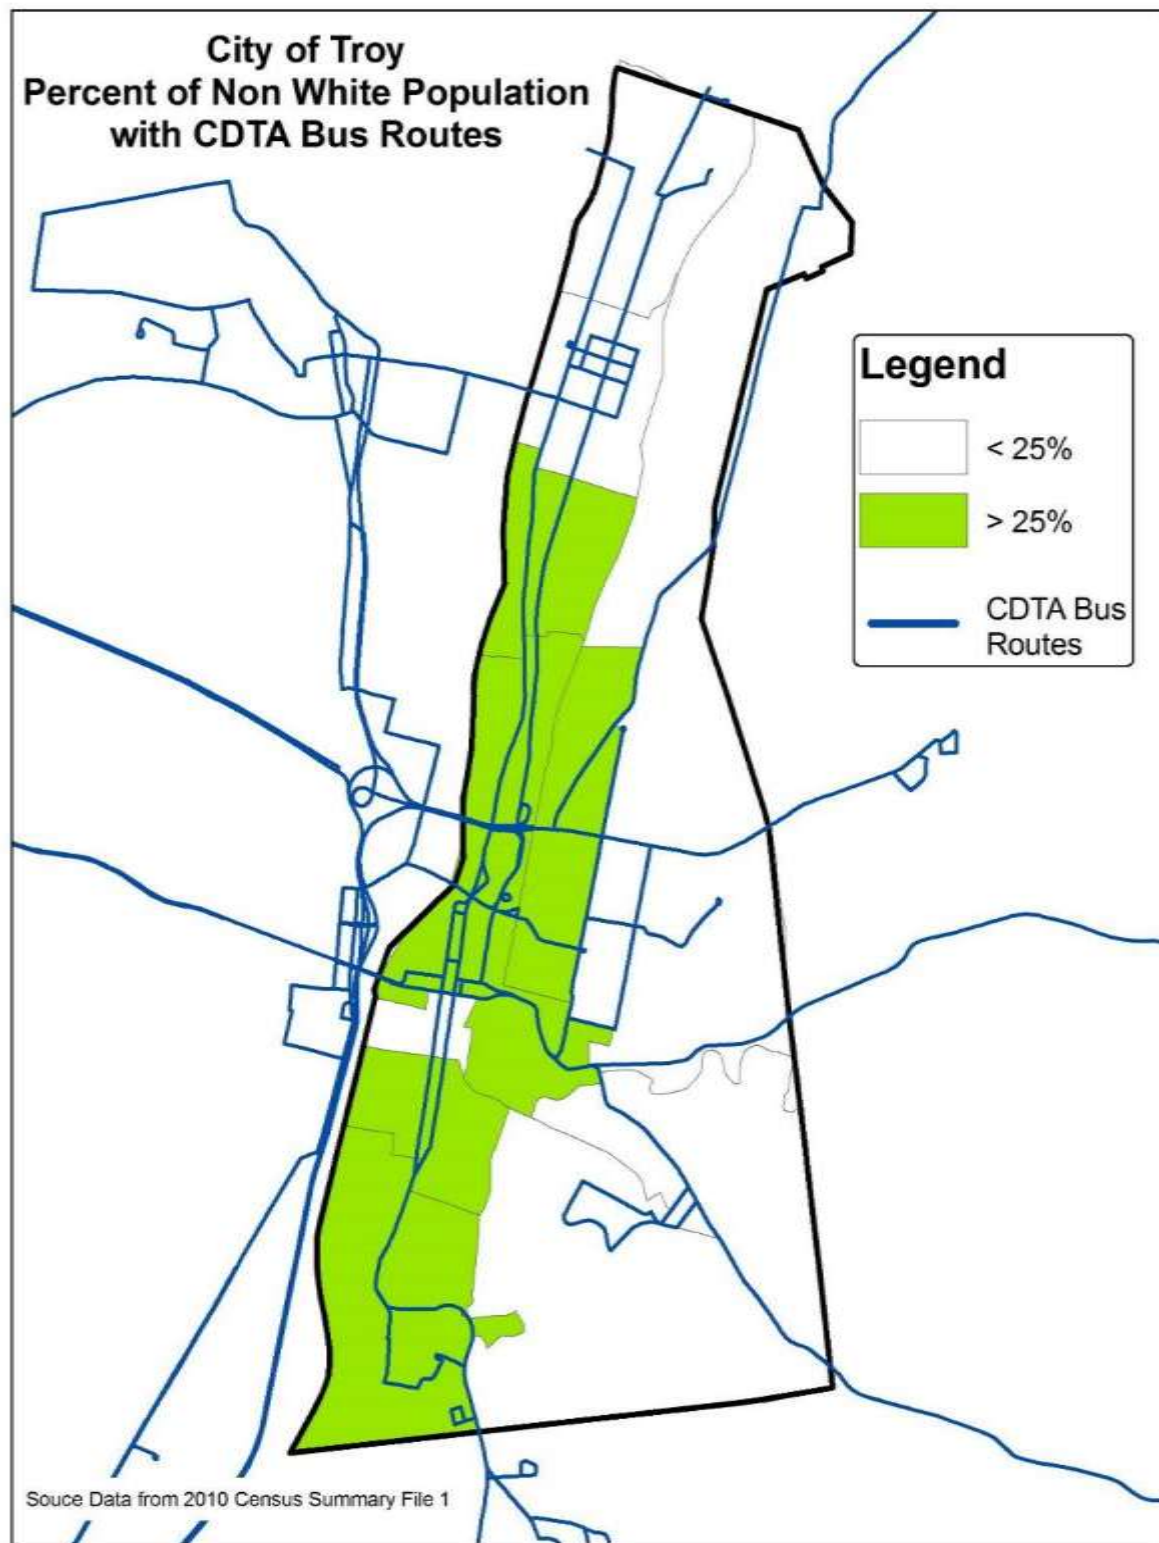 City of Troy
Percent of Non White Population
with CDTA Bus Routes
Legend
< 25%
> 25%
CDTA Bus
Routes
Souce Data from 2010 Census Summary File 1